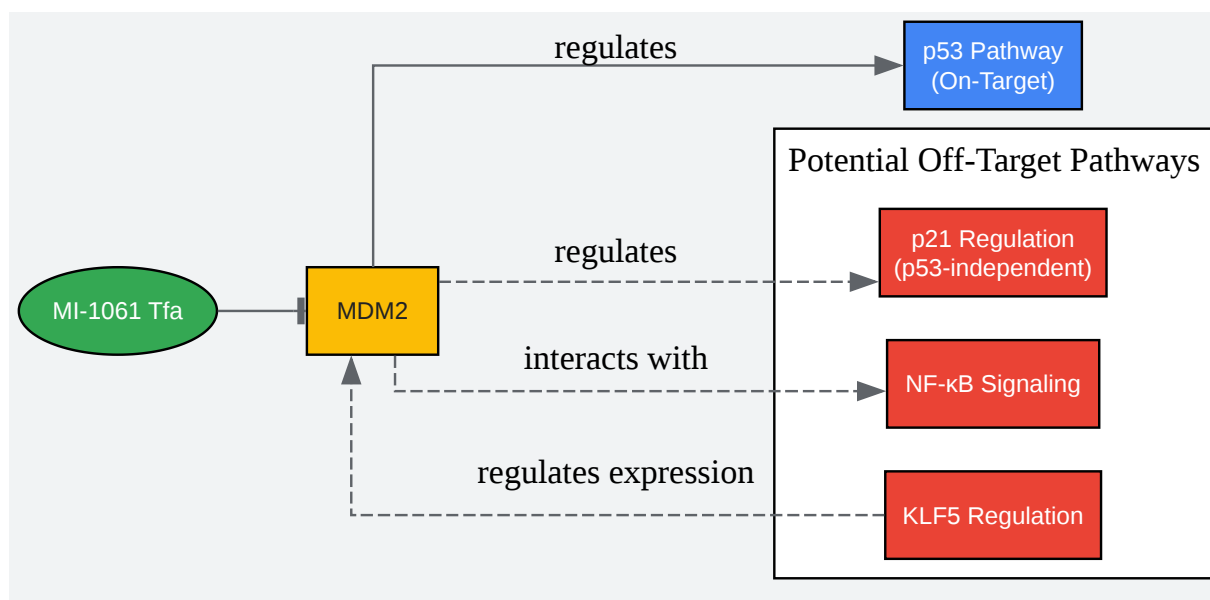 regulates
p53 Pathway
(On-Target)
Potential Off-Target Pathways
regulates
p21 Regulation
(p53-independent)
MI-1061 Tfa
MDM2
interacts with
NF-κB Signaling
regulates expression
KLF5 Regulation